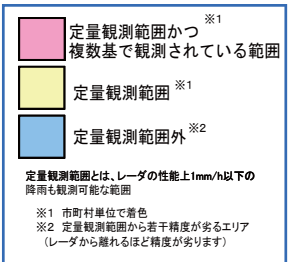 定量観測範囲かつ※1
複数基で観測されている範囲
定量観測範囲※1
定量観測範囲外※2
定量観測範囲とは、レーダの性能上1mm/h以下の
降雨も観測可能な範囲
※1 市町村単位で着色
※2 定量観測範囲から若干精度が劣るエリア
（レーダから離れるほど精度が劣ります）